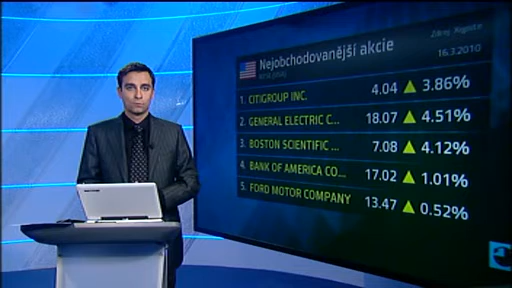 Nejobchodovanější akcie
Zdroj: Reuters
16.3.2010
1. CITIGROUP INC. 4.04 3.86%
2. GENERAL ELECTRIC C... 18.07 4.51%
3. BOSTON SCIENTIFIC ... 7.08 4.12%
4. BANK OF AMERICA CO... 17.02 1.01%
5. FORD MOTOR COMPANY 13.47 0.52%